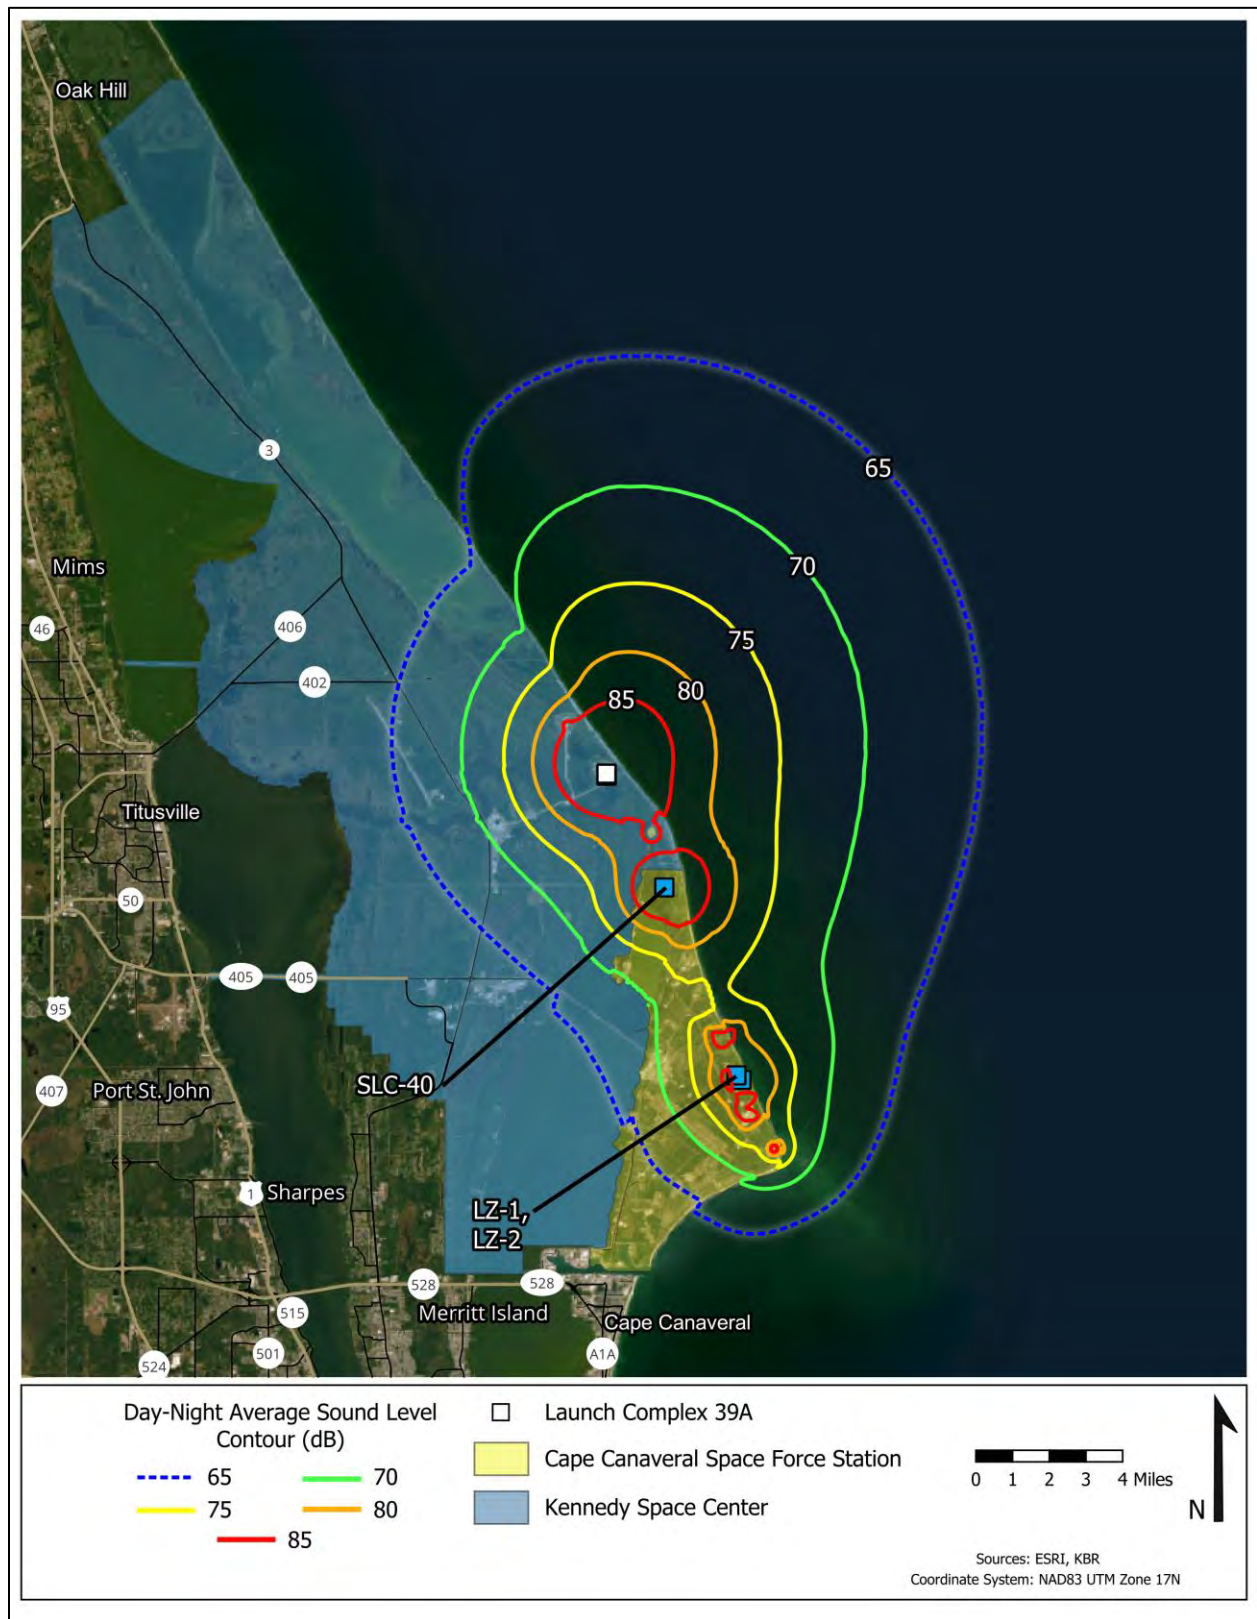 Oak Hill
3
65
Mims
70
46
406
75
402
80
85
Titusville
50
405
405
95
SLC-40
407
Port St. John
1
Sharpes
LZ-1,
LZ-2
528
528
515
Merritt Island
Cape Canaveral
501
A1A
524
Day-Night Average Sound Level
Contour (dB)
65
70
75
80
85
Launch Complex 39A
Cape Canaveral Space Force Station
Kennedy Space Center
0 1 2 3 4 Miles
N
Sources: ESRI, KBR
Coordinate System: NAD83 UTM Zone 17N